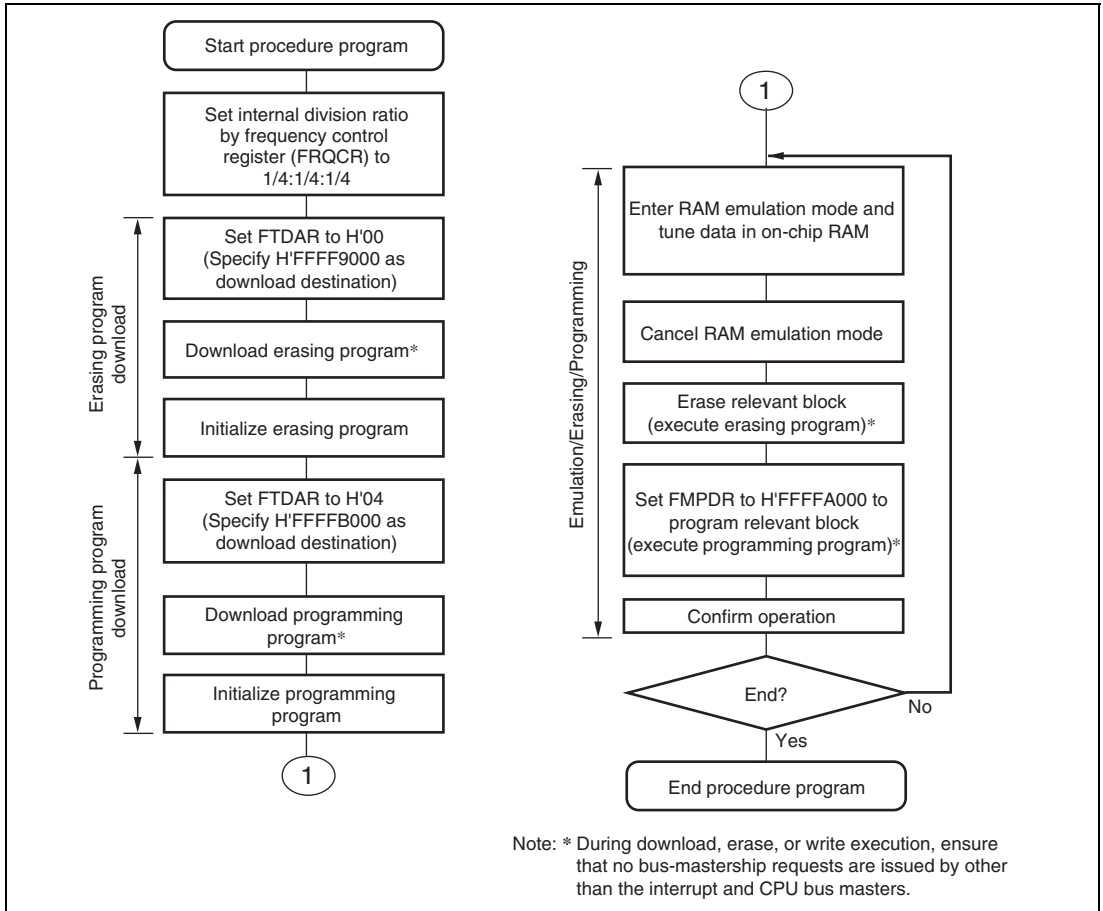 Start procedure program
Set internal division ratio
by frequency control
register (FRQCR) to
1/4:1/4:1/4
Erasing program
download
Set FTDAR to H'00
(Specify H'FFFF9000 as
download destination)
Download erasing program*
Initialize erasing program
Programming program
download
Set FTDAR to H'04
(Specify H'FFFFB000 as
download destination)
Download programming
program*
Initialize programming
program
1
1
Emulation/Erasing/Programming
Enter RAM emulation mode and
tune data in on-chip RAM
Cancel RAM emulation mode
Erase relevant block
(execute erasing program)*
Set FMPDR to H'FFFFA000 to
program relevant block
(execute programming program)*
Confirm operation
End?
No
Yes
End procedure program
Note: * During download, erase, or write execution, ensure
that no bus-mastership requests are issued by other
than the interrupt and CPU bus masters.